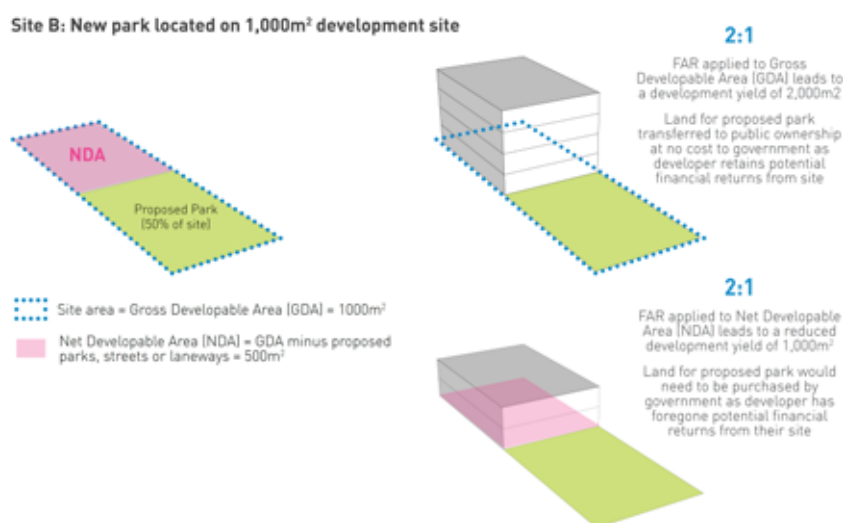 Site B: New park located on 1,000m² development site
NDA
Proposed Park
(50% of site)
Site area = Gross Developable Area (GDA) = 1000m²
Net Developable Area (NDA) = GDA minus proposed
parks, streets or laneways = 500m²
2:1
FAR applied to Gross
Developable Area (GDA) leads to
a development yield of 2,000m2
Land for proposed park
transferred to public ownership
at no cost to government as
developer retains potential
financial returns from site
2:1
FAR applied to Net Developable
Area (NDA) leads to a reduced
development yield of 1,000m²
Land for proposed park would
need to be purchased by
government as developer has
foregone potential financial
returns from their site